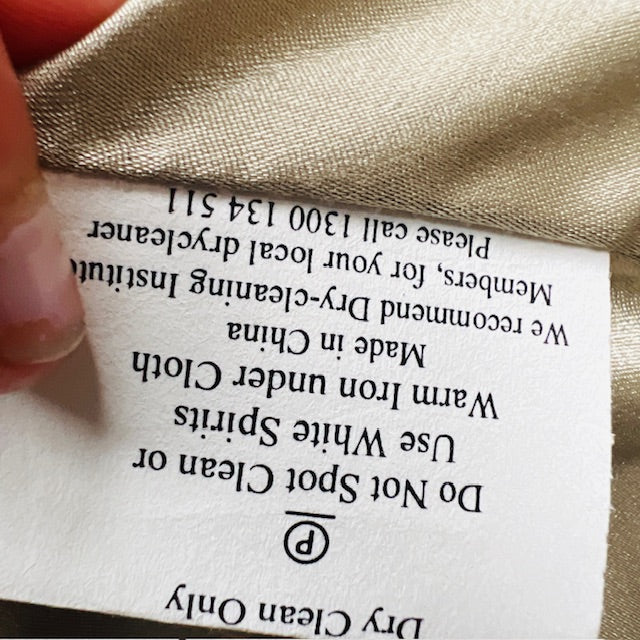 Dry Clean Only
P
Do Not Spot Clean or
Use White Spirits
Warm Iron under Cloth
Made in China
We recommend Dry-cleaning Institute
Members, for your local drycleaner
Please call 1300 134 511